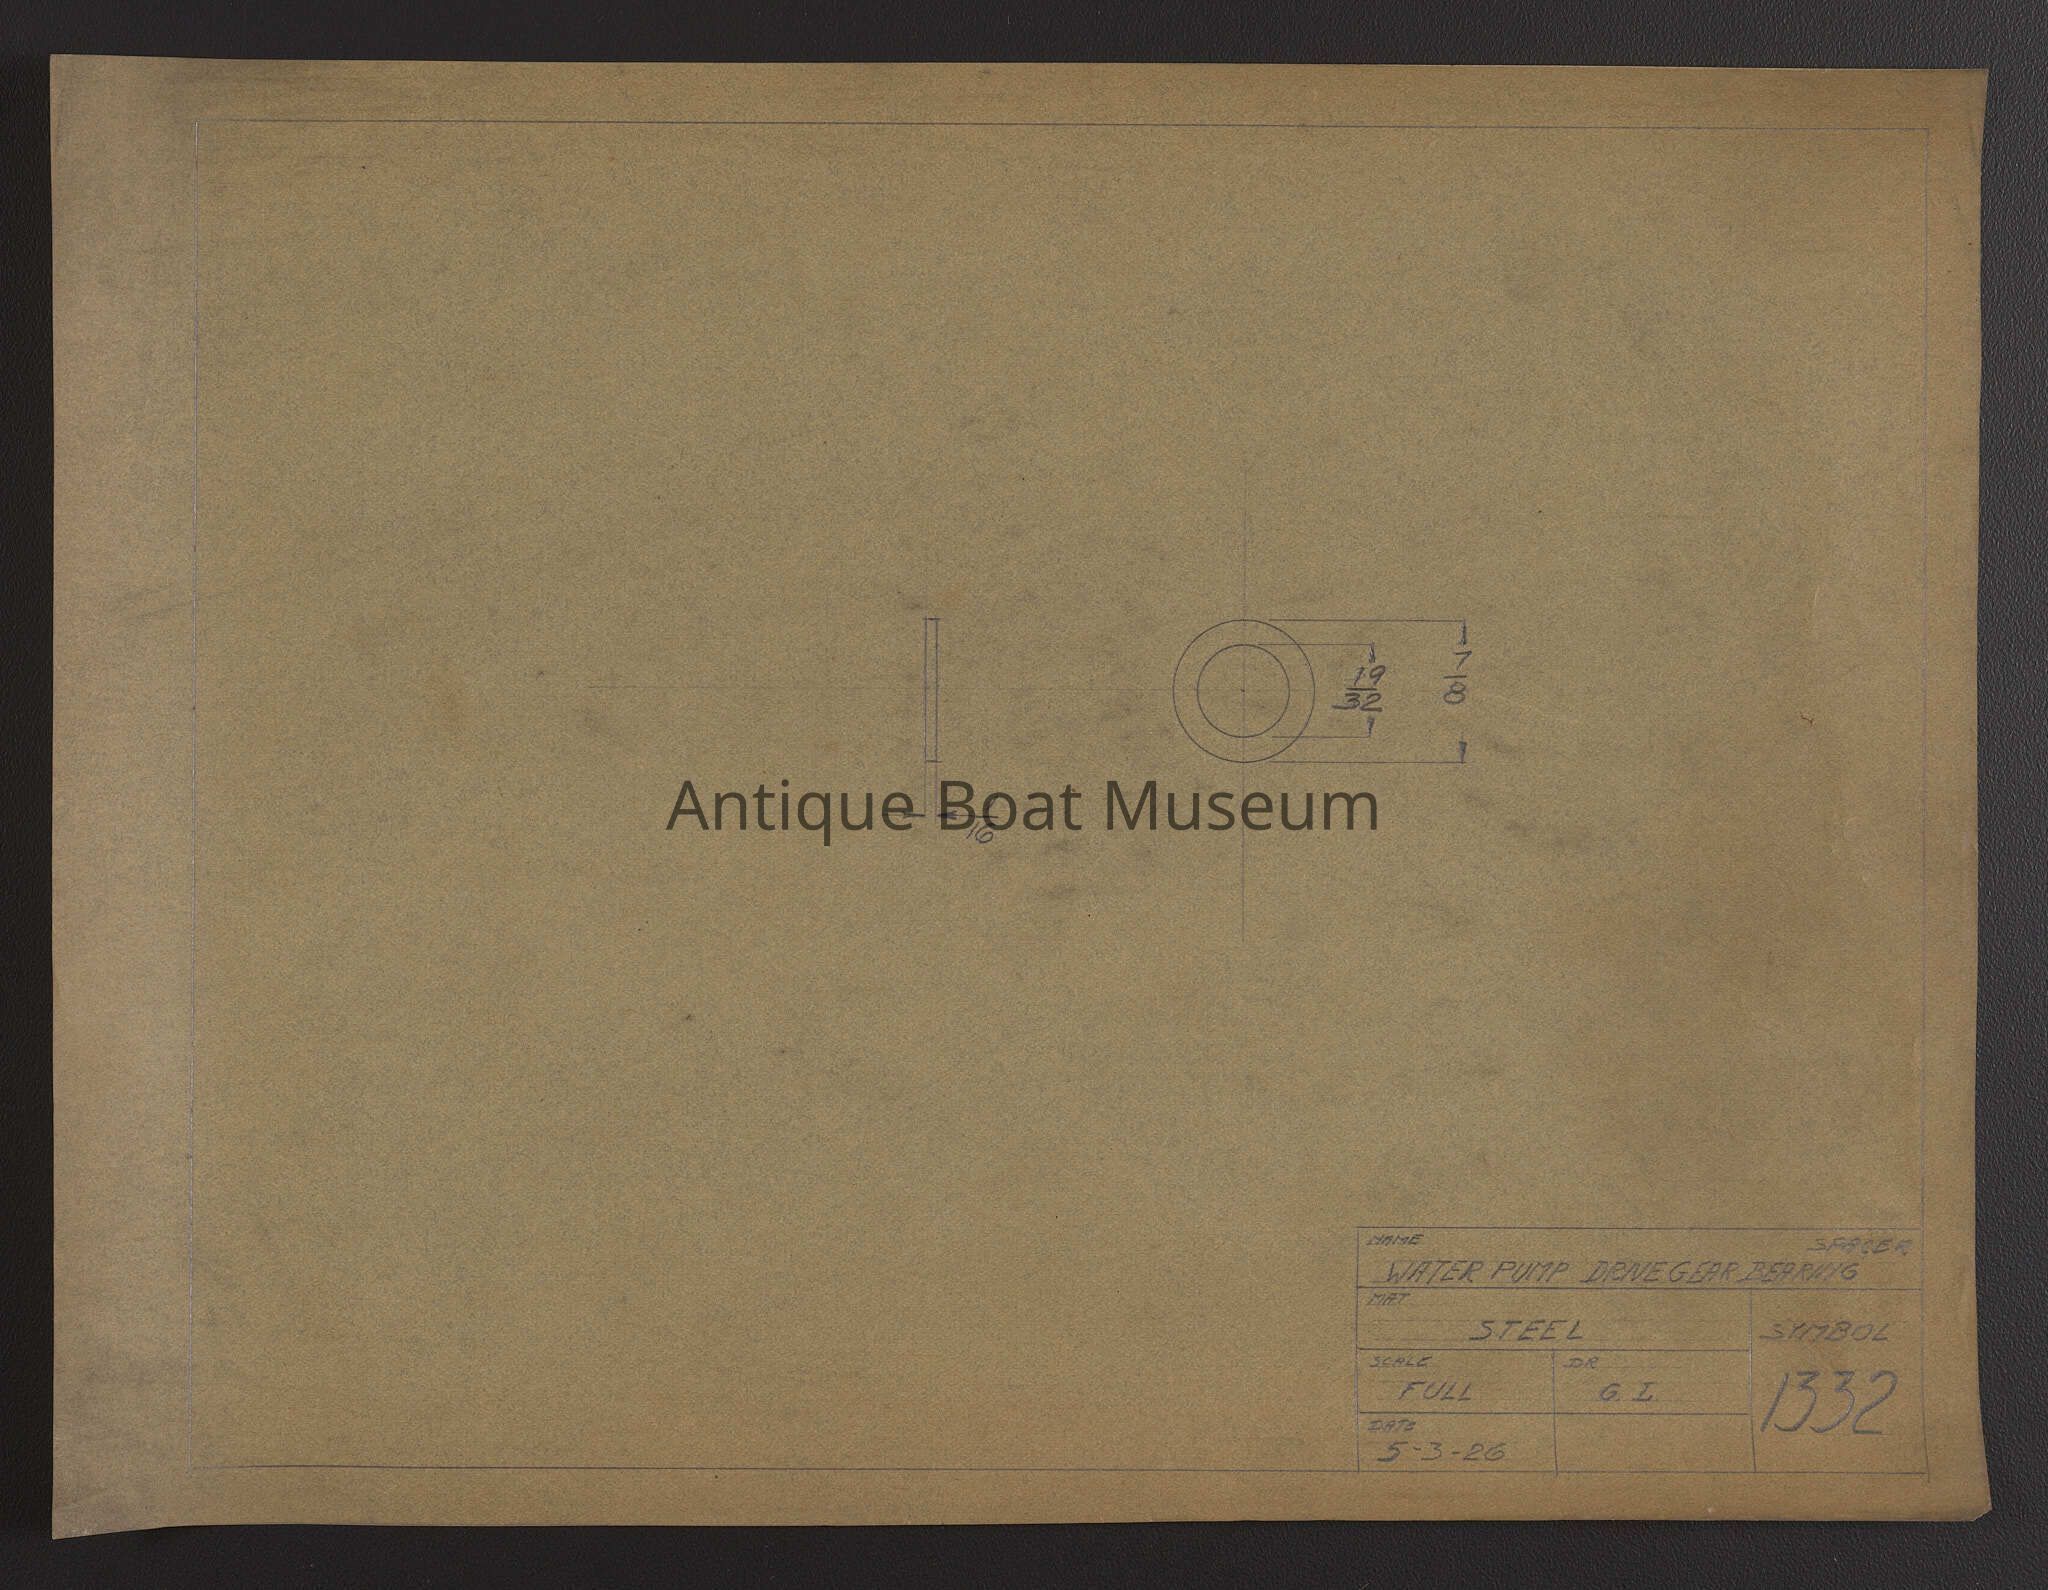 19
32
7
8
Antique Boat Museum
16
NAME
SPACER
WATER PUMP DRIVE GEAR BEARING
MAT
STEEL
SYMBOL
SCALE
DR
FULL
G. I.
1332
DATE
5-3-26